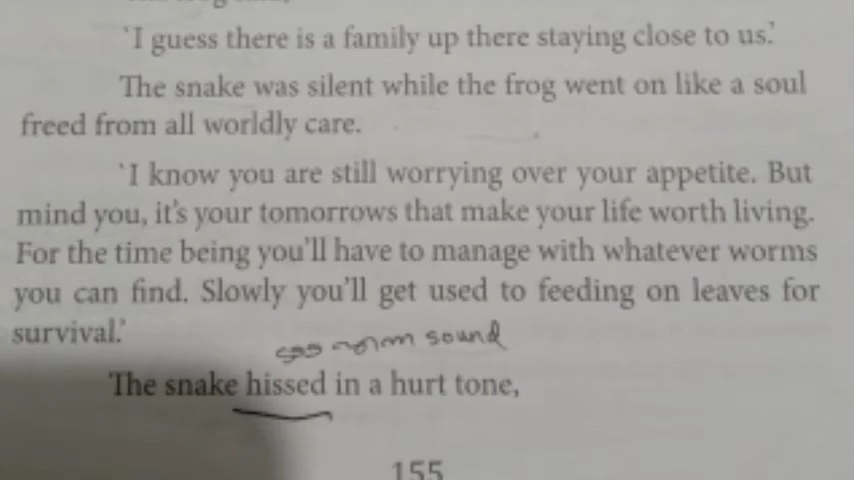 'I guess there is a family up there staying close to us.'
The snake was silent while the frog went on like a soul
freed from all worldly care.
'I know you are still worrying over your appetite. But
mind you, it's your tomorrows that make your life worth living.
For the time being you'll have to manage with whatever worms
you can find. Slowly you'll get used to feeding on leaves for
survival.'
sound
The snake hissed in a hurt tone,
155